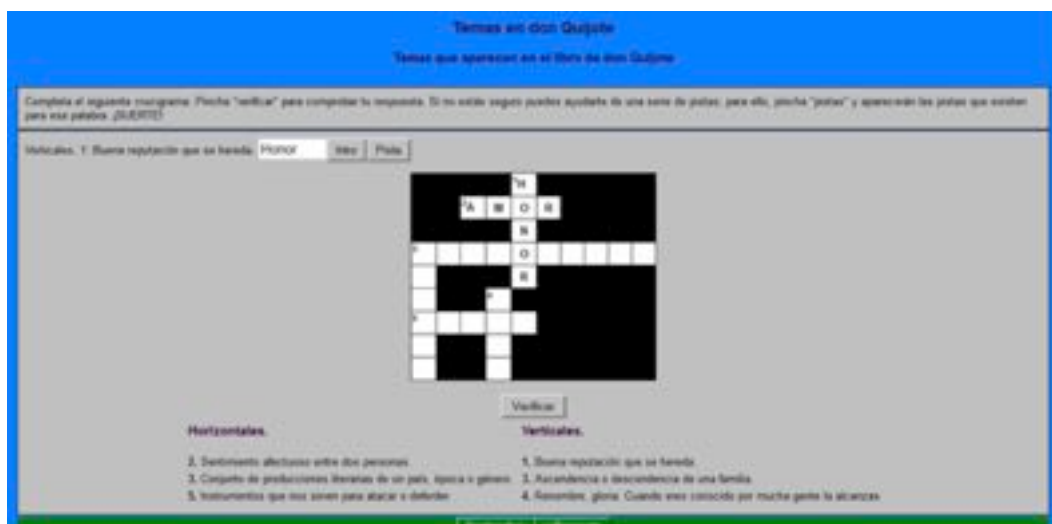 Temas en don Quijote
Temas que aparecen en el libro de don Quijote
Completa el siguiente crucigrama. Pincha "verificar" para comprobar tu respuesta. Si no estás seguro puedes ayudarte de una serie de pistas; para ello, pincha "pistas" y aparecerán las pistas que existen
para esa palabra. ¡SUERTE!
Verticales. 1. Buena reputación que se hereda. Honor Intro Pista
H
2 A M O R
N
O
R
Verificar
Horizontales. Verticales.
2. Sentimiento afectuoso entre dos personas. 1. Buena reputación que se hereda.
3. Conjunto de producciones literarias de un país, época o género. 3. Ascendencia o descendencia de una familia.
5. Instrumentos que nos sirven para atacar o defender. 4. Renombre, gloria. Cuando eres conocido por mucha gente la alcanzas.